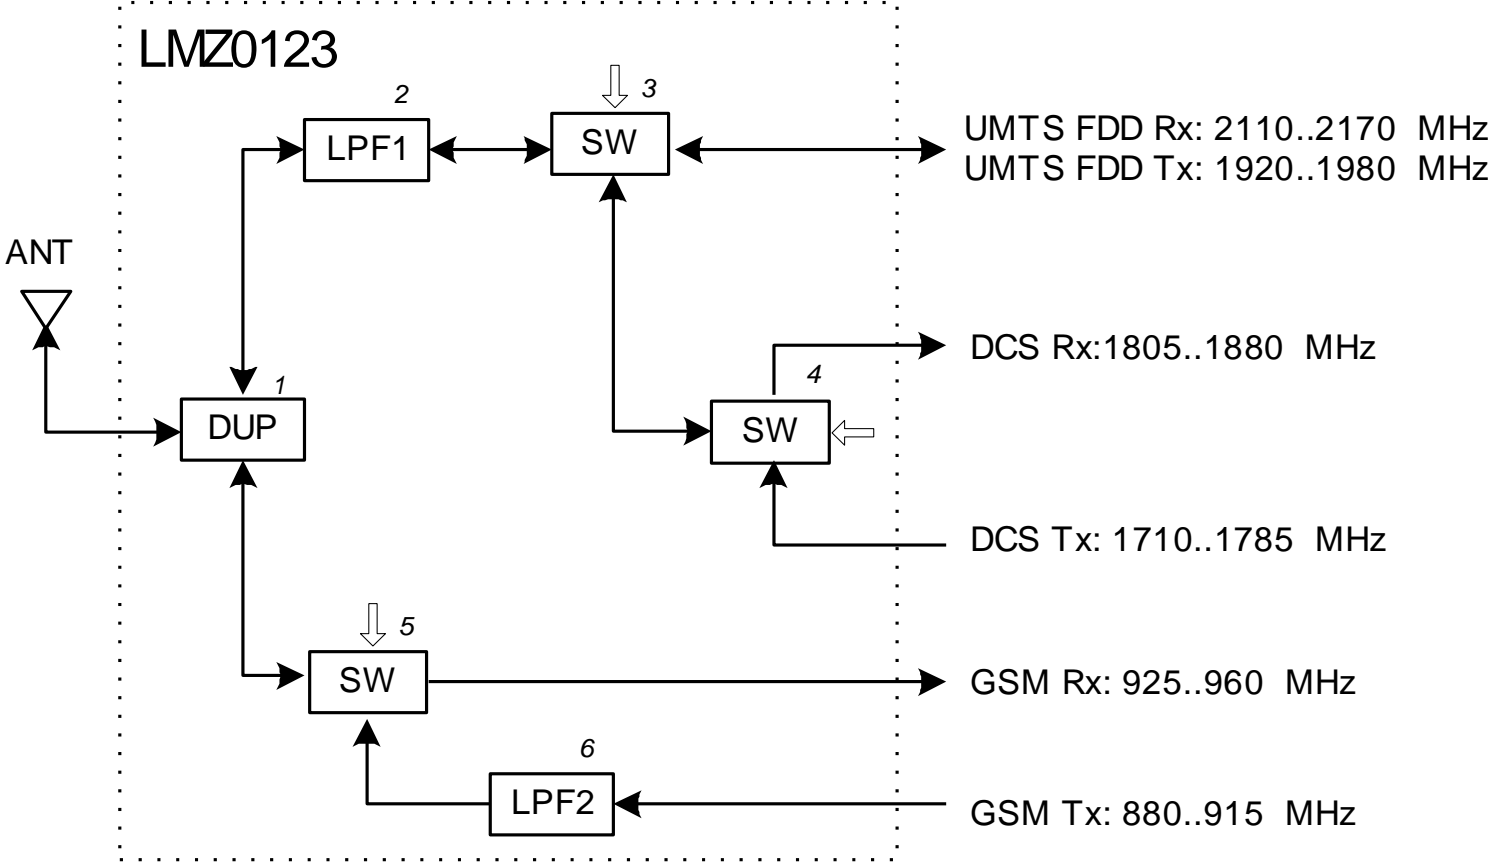 LMZ0123
2
3
LPF1
SW
UMTS FDD Rx: 2110..2170 MHz
UMTS FDD Tx: 1920..1980 MHz
ANT
DCS Rx:1805..1880 MHz
4
1
DUP
SW
DCS Tx: 1710..1785 MHz
5
SW
GSM Rx: 925..960 MHz
6
LPF2
GSM Tx: 880..915 MHz